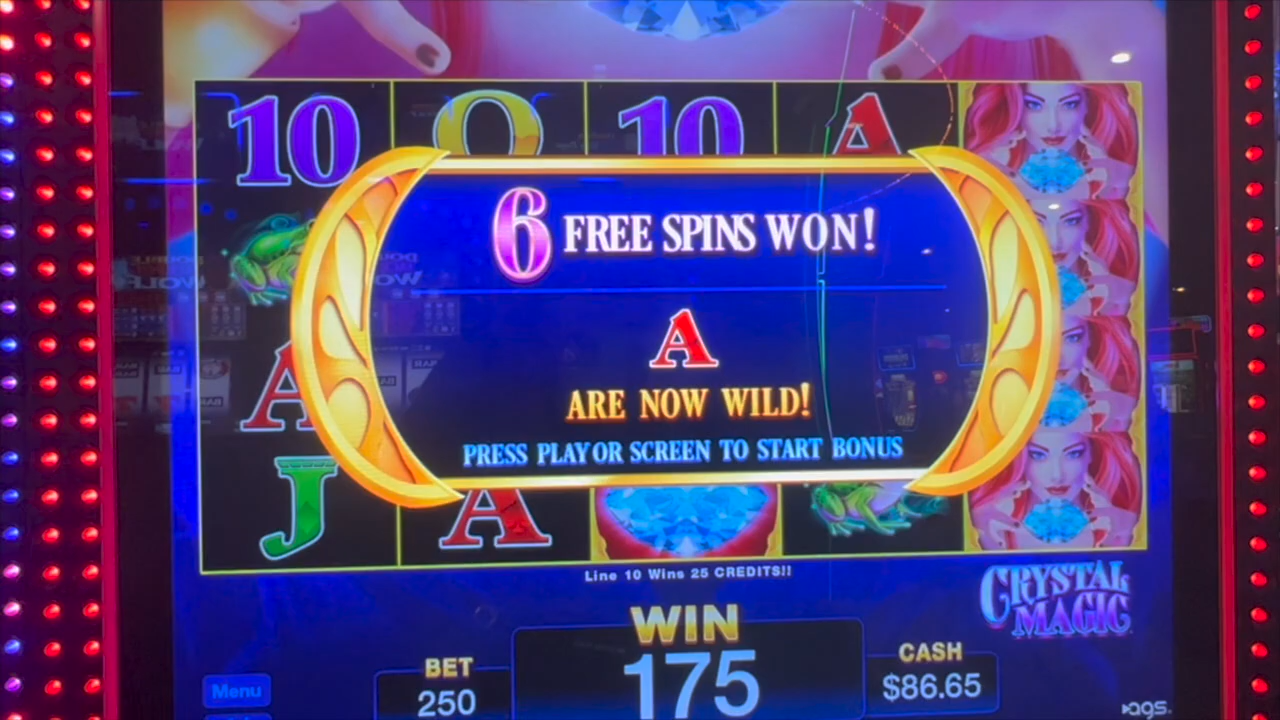 10 Q 10 A
6 FREE SPINS WON!
A
A
ARE NOW WILD!
PRESS PLAY OR SCREEN TO START BONUS
J
A
Line 10 Wins 25 CREDITS!!
CRYSTAL
MAGIC
WIN
175
BET
250
CASH
$86.65
Menu
ags